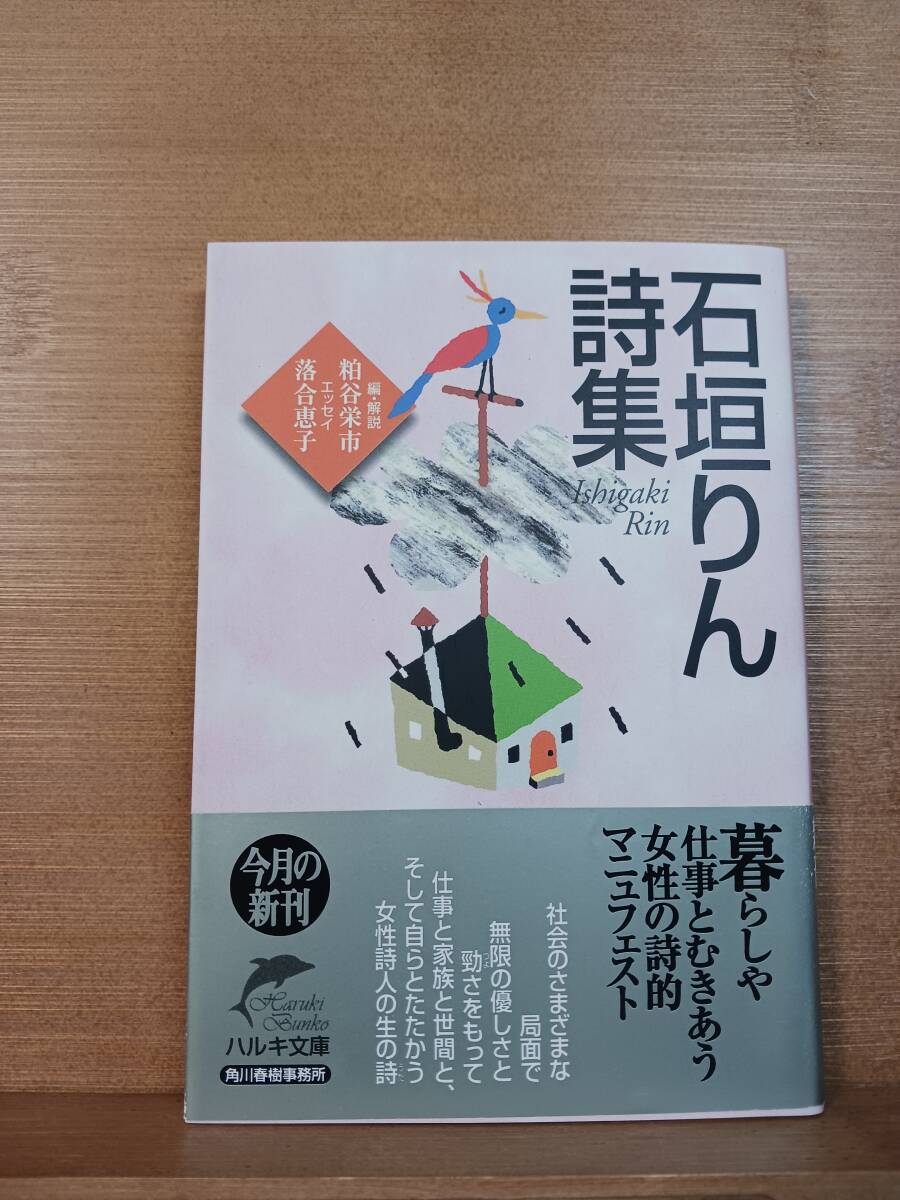 石垣りん
詩集
Ishigaki
Rin
編・解説
粕谷栄市
エッセイ
落合恵子
暮らしや
仕事とむきあう
女性の詩的
マニュフェスト
社会のさまざまな
局面で
無限の優しさと
勁さをもって
つよ
仕事と家族と世間と、
そして自らとたたかう
女性詩人の生の詩
うた
今月の
新刊
Haruki
Bunko
ハルキ文庫
角川春樹事務所